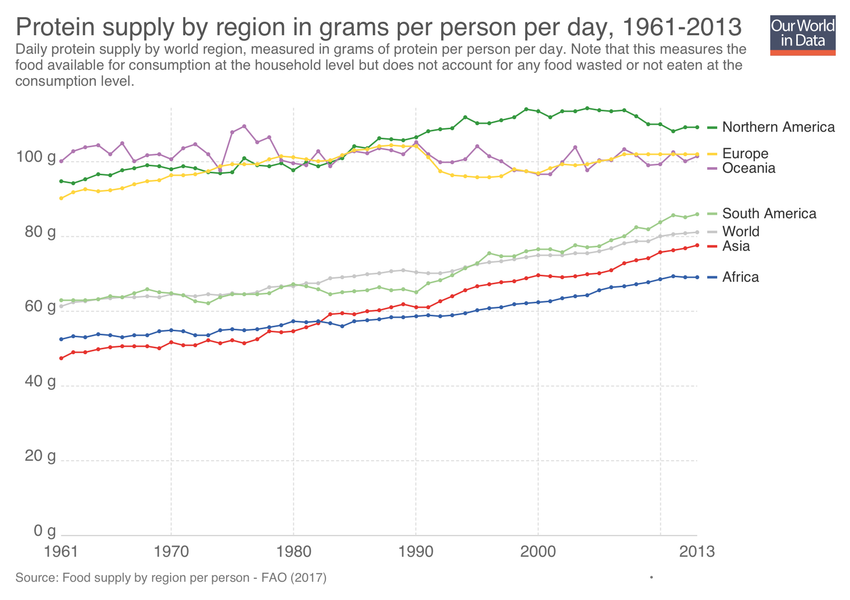 Protein supply by region in grams per person per day, 1961-2013
Our World
in Data
Daily protein supply by world region, measured in grams of protein per person per day. Note that this measures the
food available for consumption at the household level but does not account for any food wasted or not eaten at the
consumption level.
Northern America
100 g
Europe
Oceania
South America
80 g
World
Asia
Africa
60 g
40 g
20 g
0 g
1961 1970 1980 1990 2000 2013
Source: Food supply by region per person - FAO (2017)